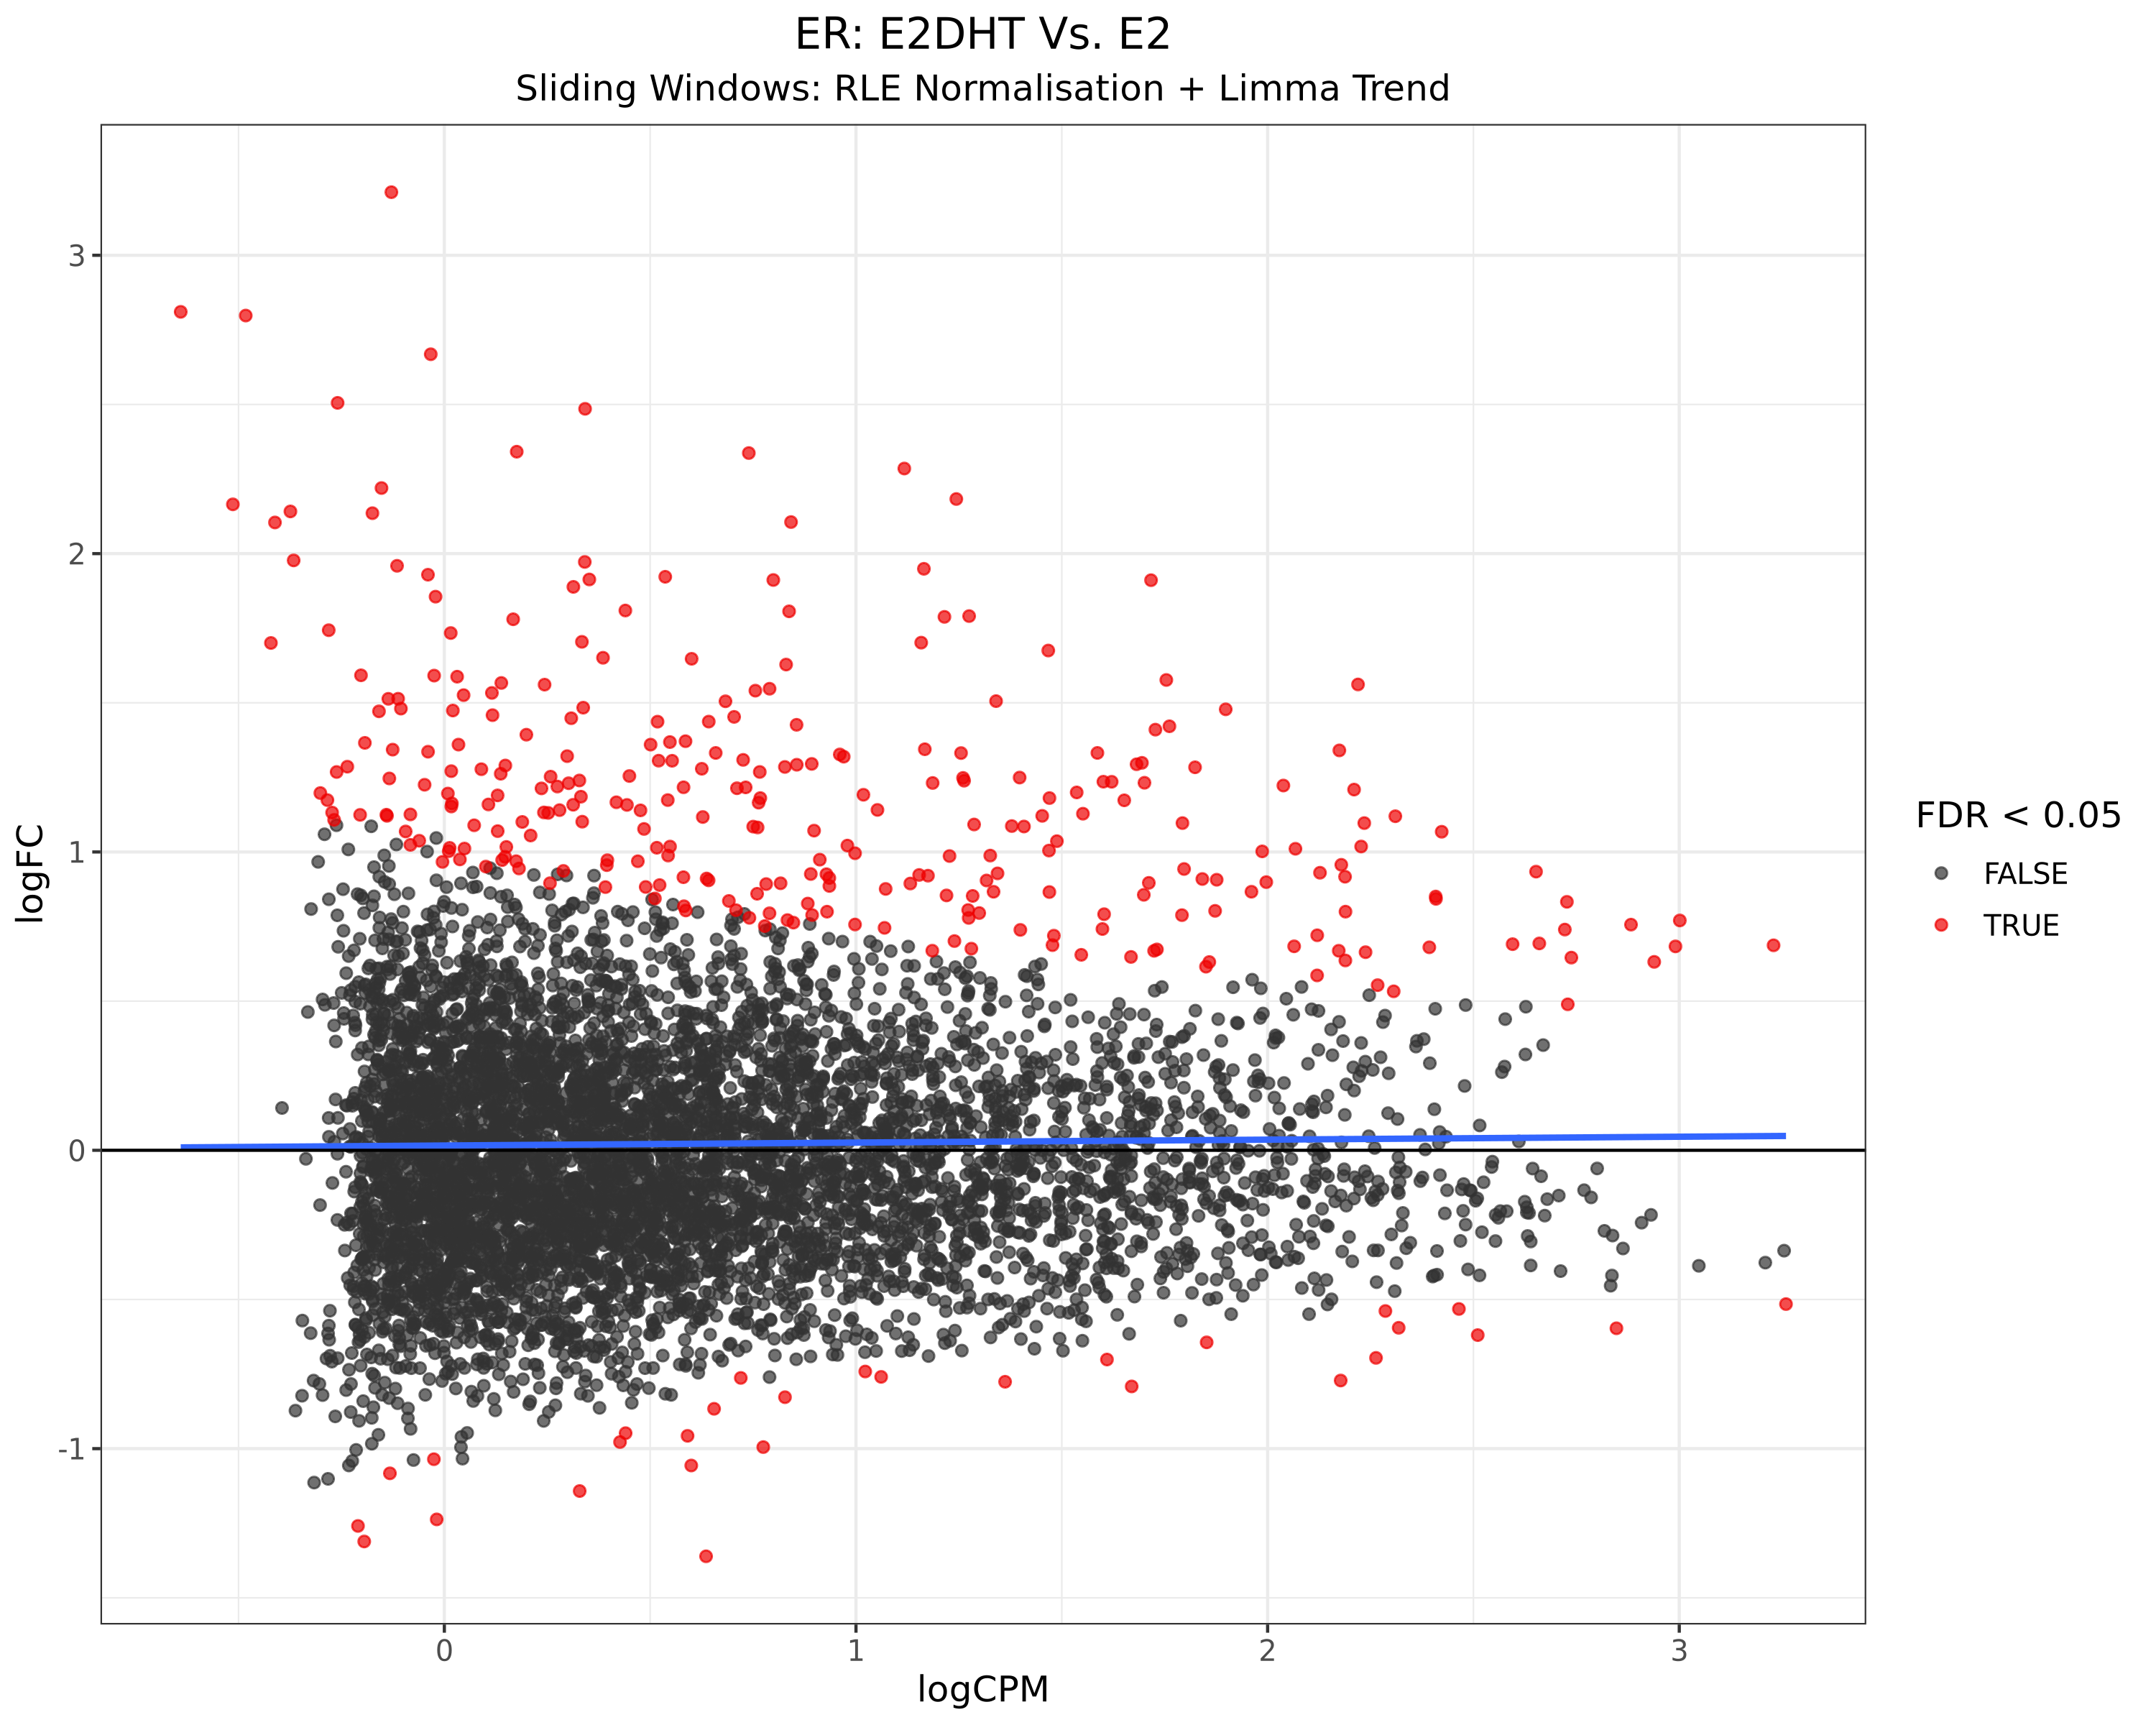 ER: E2DHT Vs. E2
Sliding Windows: RLE Normalisation + Limma Trend
logFC
3
2
1
0
-1
0
1
2
3
logCPM
FDR < 0.05
FALSE
TRUE